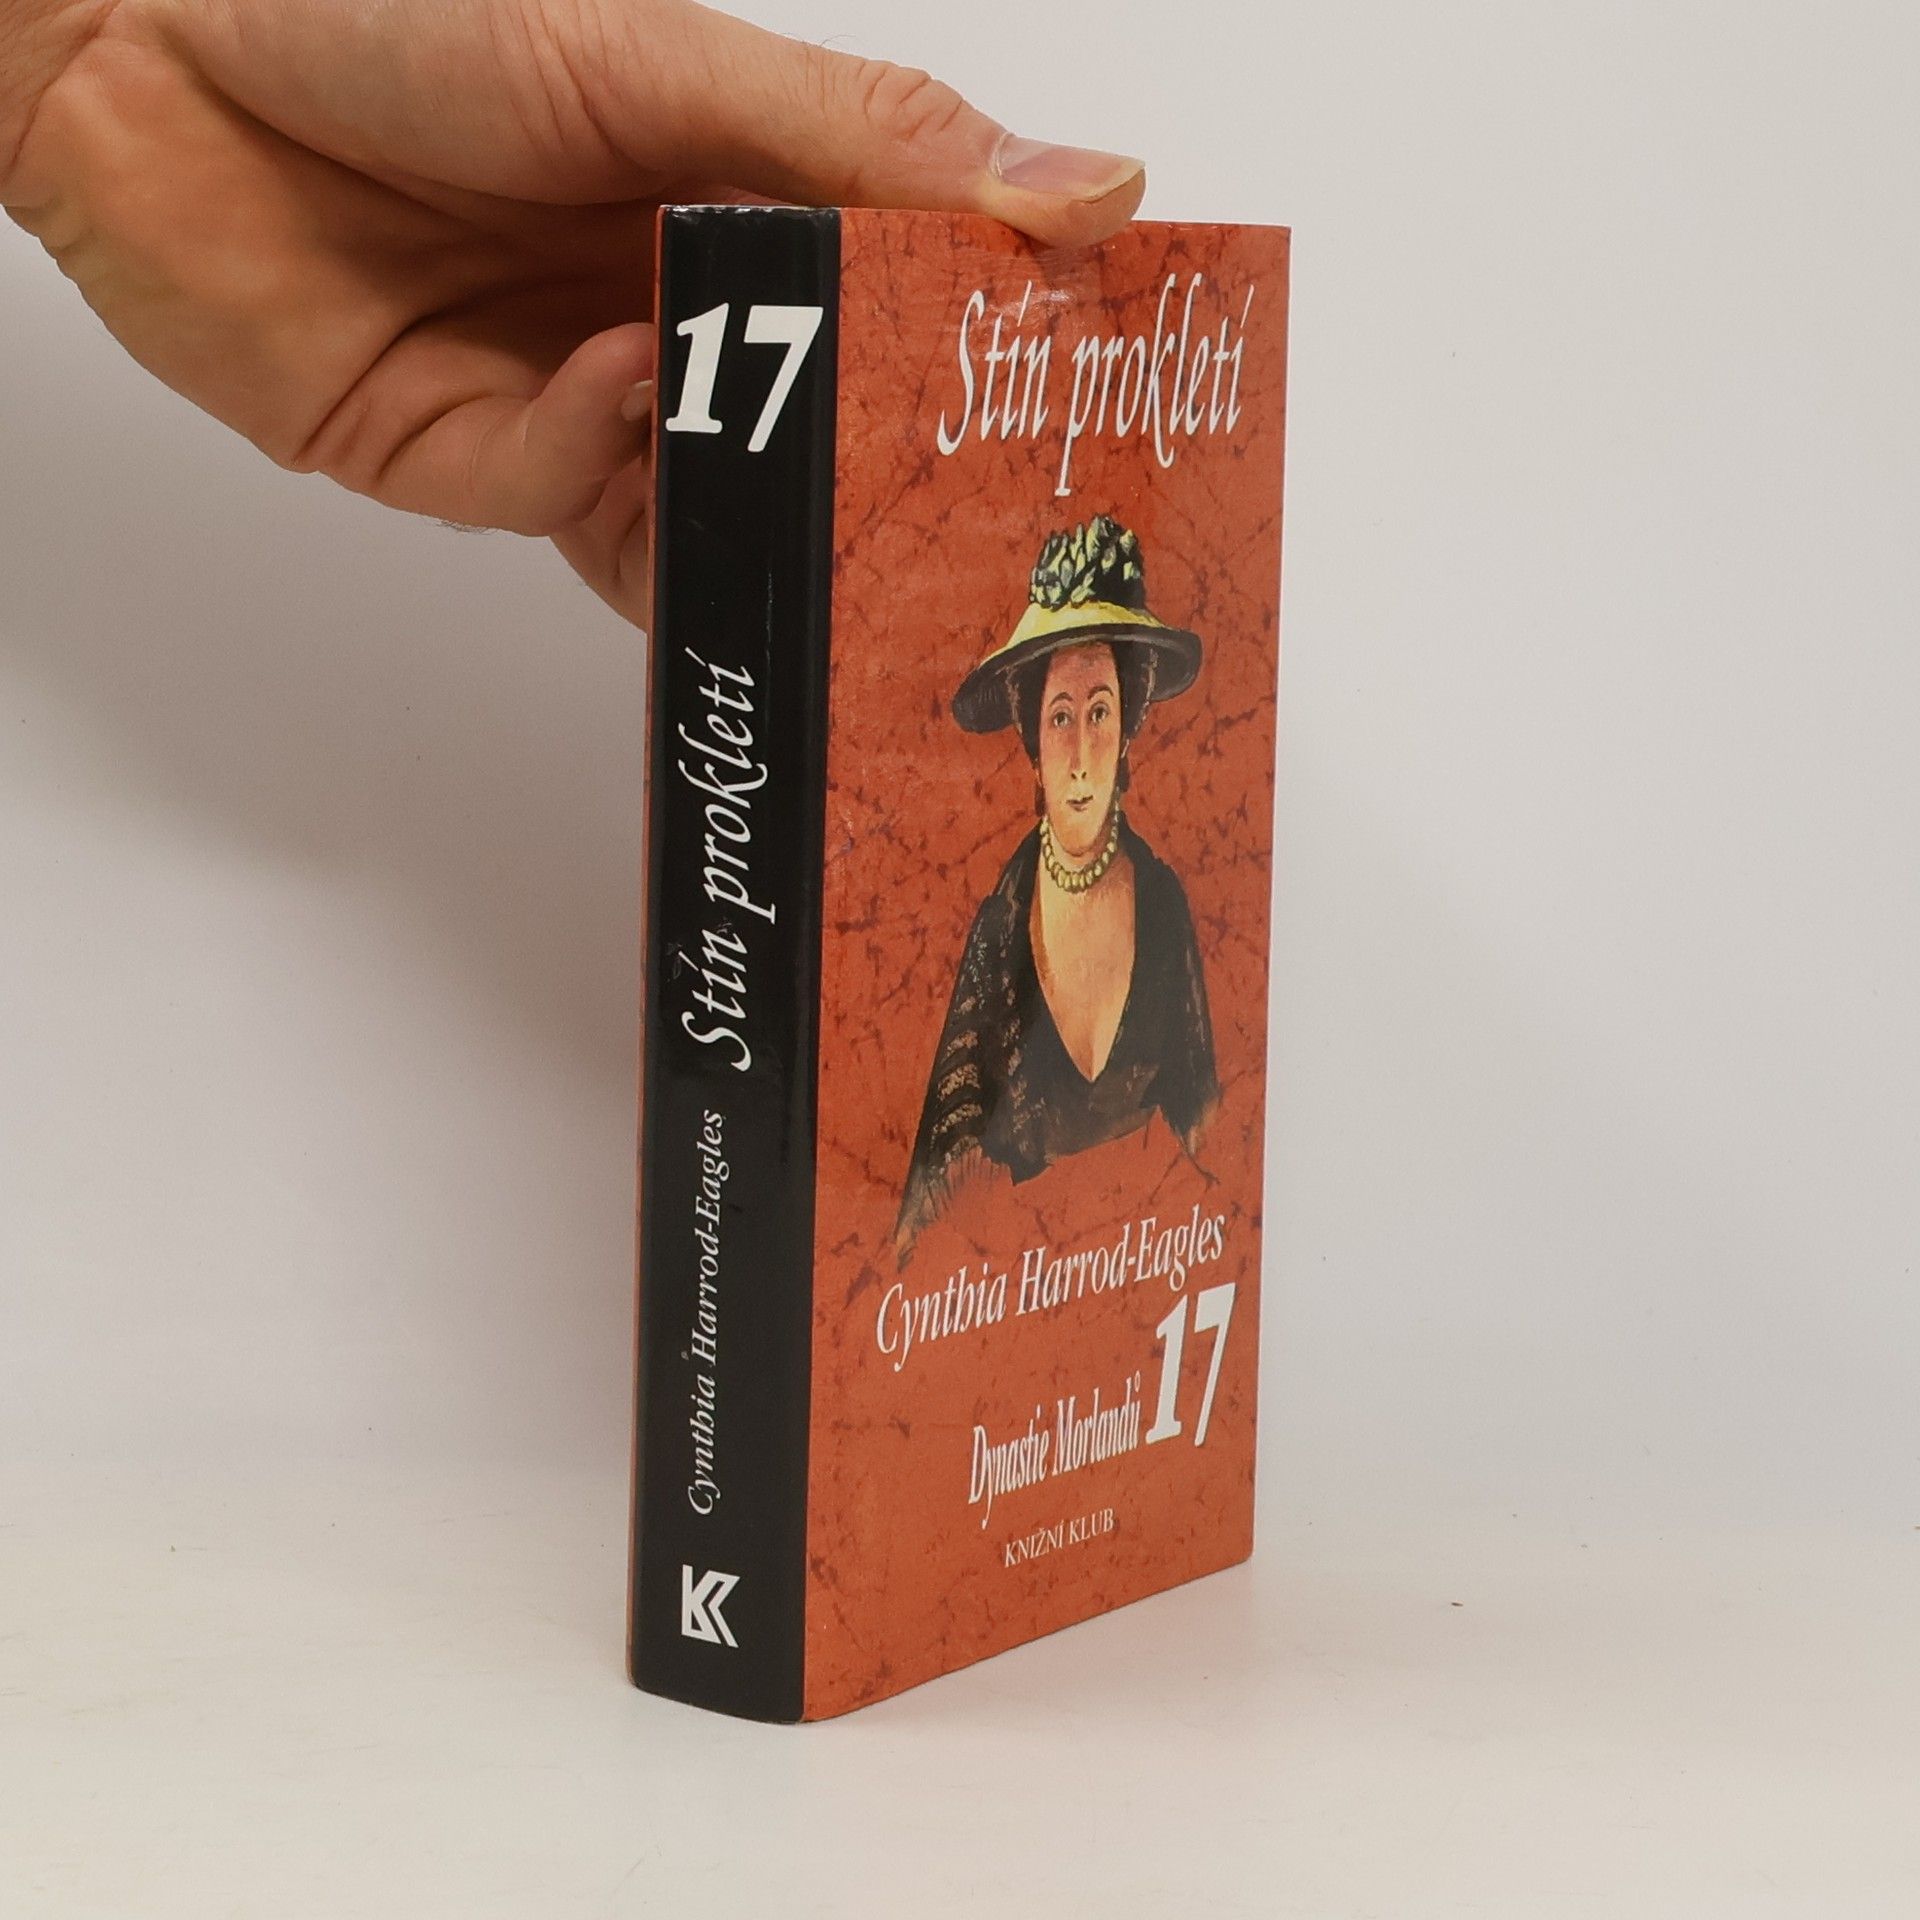 17
Stín prokletí
Cynthia Harrod-Eagles
Stín prokletí
Cynthia Harrod-Eagles
Dynastie Morlandů 17
KNIŽNÍ KLUB